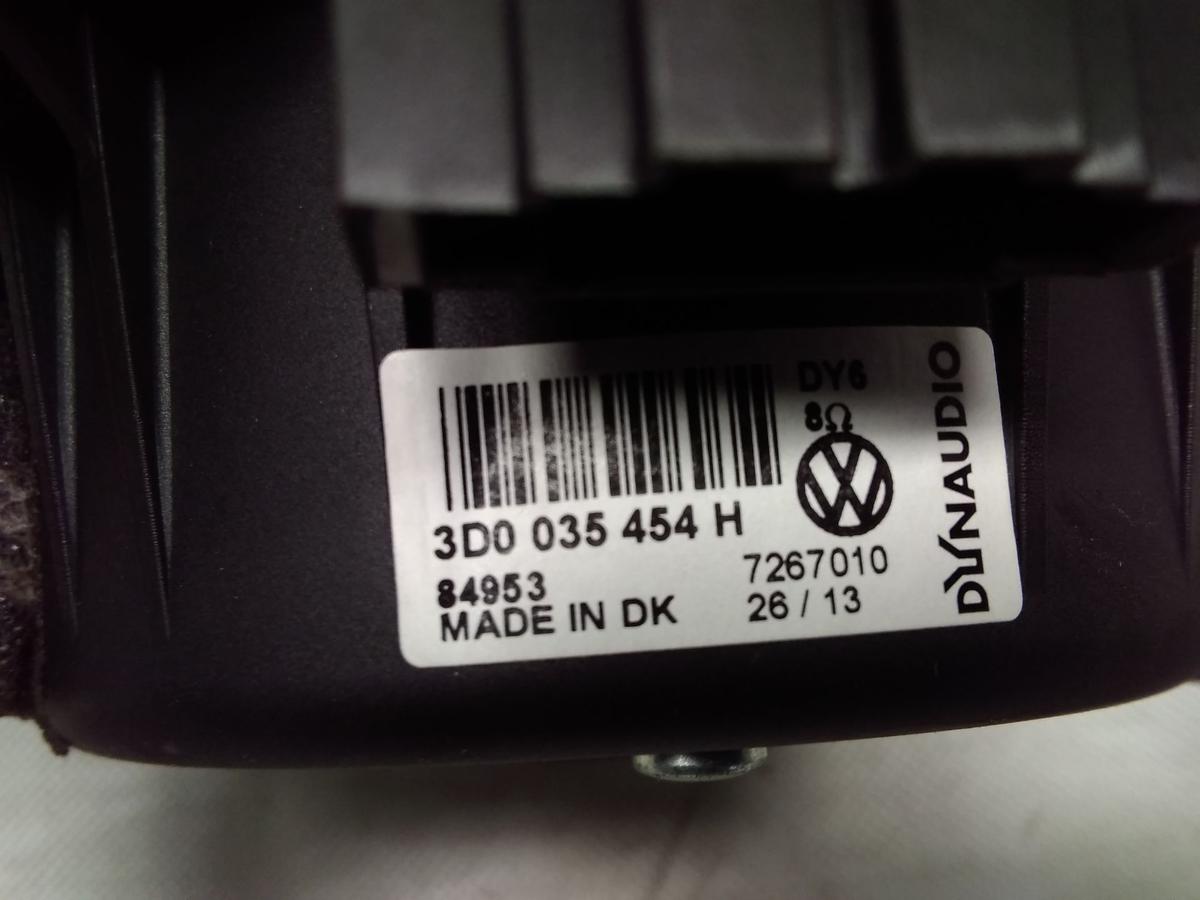 DY6
8Ω
3D0 035 454 H
84953
7267010
MADE IN DK
26 / 13
DYNAUDIO